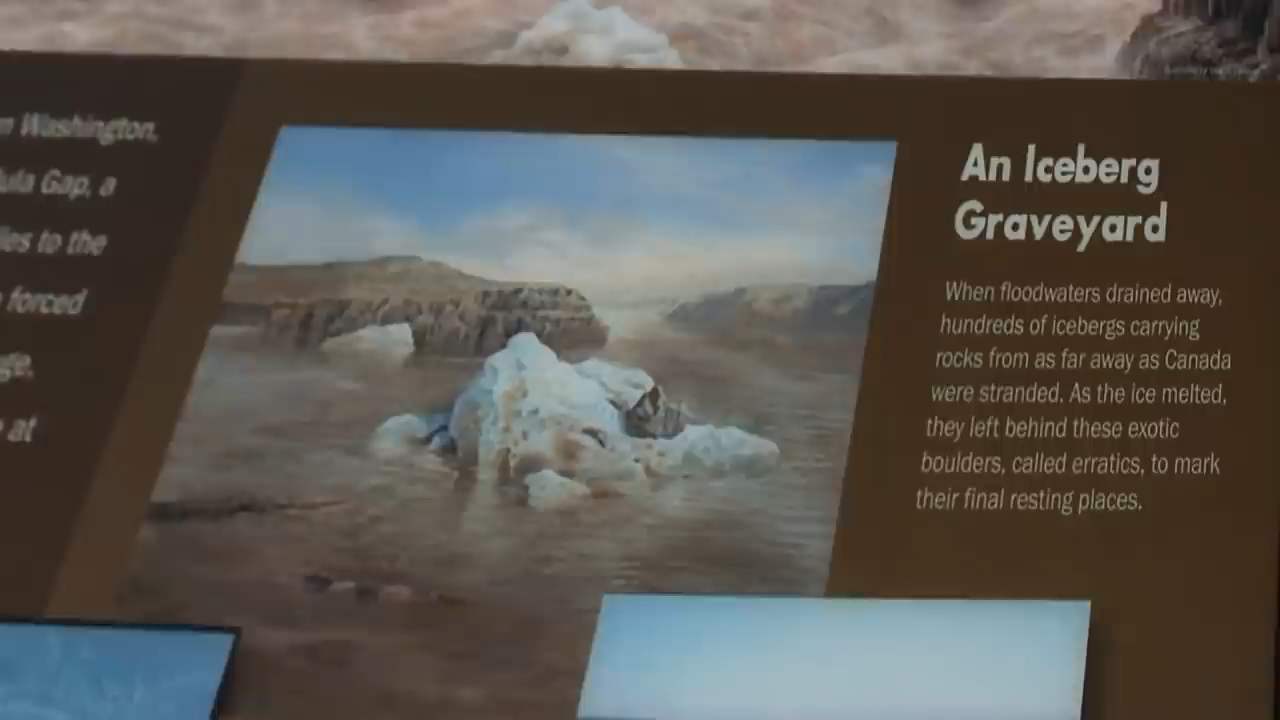 Washington,
Gap, a
to the
forced
at
An Iceberg
Graveyard
When floodwaters drained away,
hundreds of icebergs carrying
rocks from as far away as Canada
were stranded. As the ice melted,
they left behind these exotic
boulders, called erratics, to mark
their final resting places.